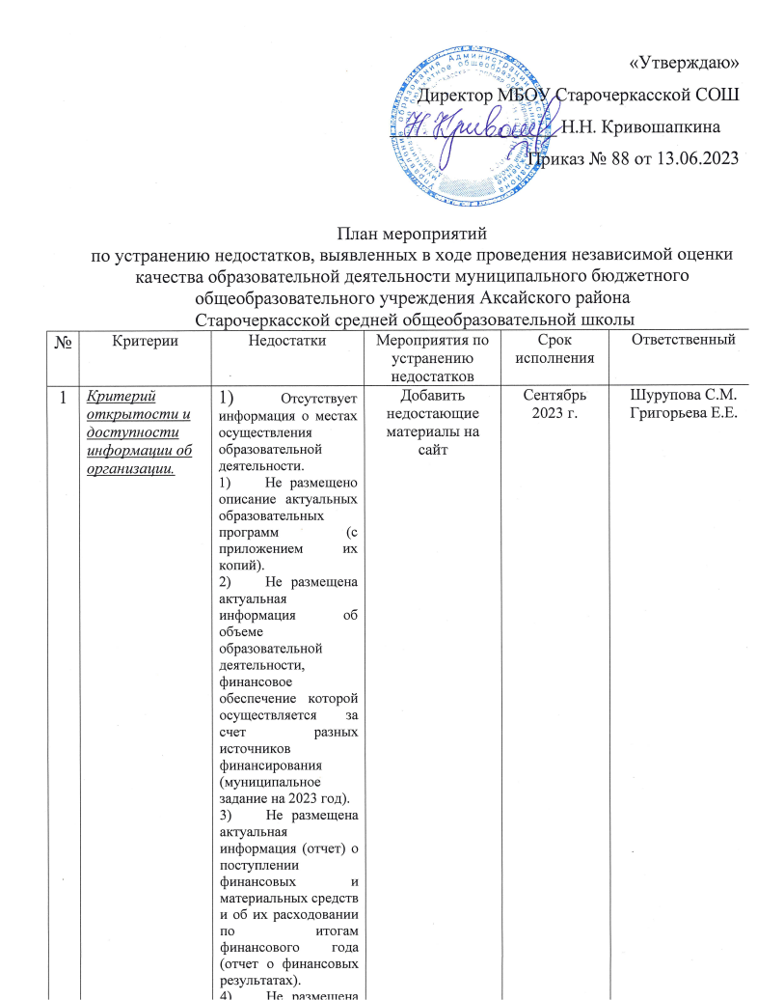 «Утверждаю»
Директор МБОУ Старочеркасской СОШ
Н.Н. Кривошапкина
Приказ № 88 от 13.06.2023
План мероприятий
по устранению недостатков, выявленных в ходе проведения независимой оценки
качества образовательной деятельности муниципального бюджетного
общеобразовательного учреждения Аксайского района
Старочеркасской средней общеобразовательной школы
№
Критерии
Недостатки
Мероприятия по
устранению
недостатков
Срок
исполнения
Ответственный
1
Критерий
открытости и
доступности
информации об
организации.
1) Отсутствует
информация о местах
осуществления
образовательной
деятельности.
1) Не размещено
описание актуальных
образовательных
программ (с
приложением их
копий).
2) Не размещена
актуальная
информация об
объеме
образовательной
деятельности,
финансовое
обеспечение которой
осуществляется за
счет разных
источников
финансирования
(муниципальное
задание на 2023 год).
3) Не размещена
актуальная
информация (отчет) о
поступлении
финансовых и
материальных средств
и об их расходовании
по итогам
финансового года
(отчет о финансовых
результатах).
4) Не размещена
Добавить
недостающие
материалы на
сайт
Сентябрь
2023 г.
Шурупова С.М.
Григорьева Е.Е.